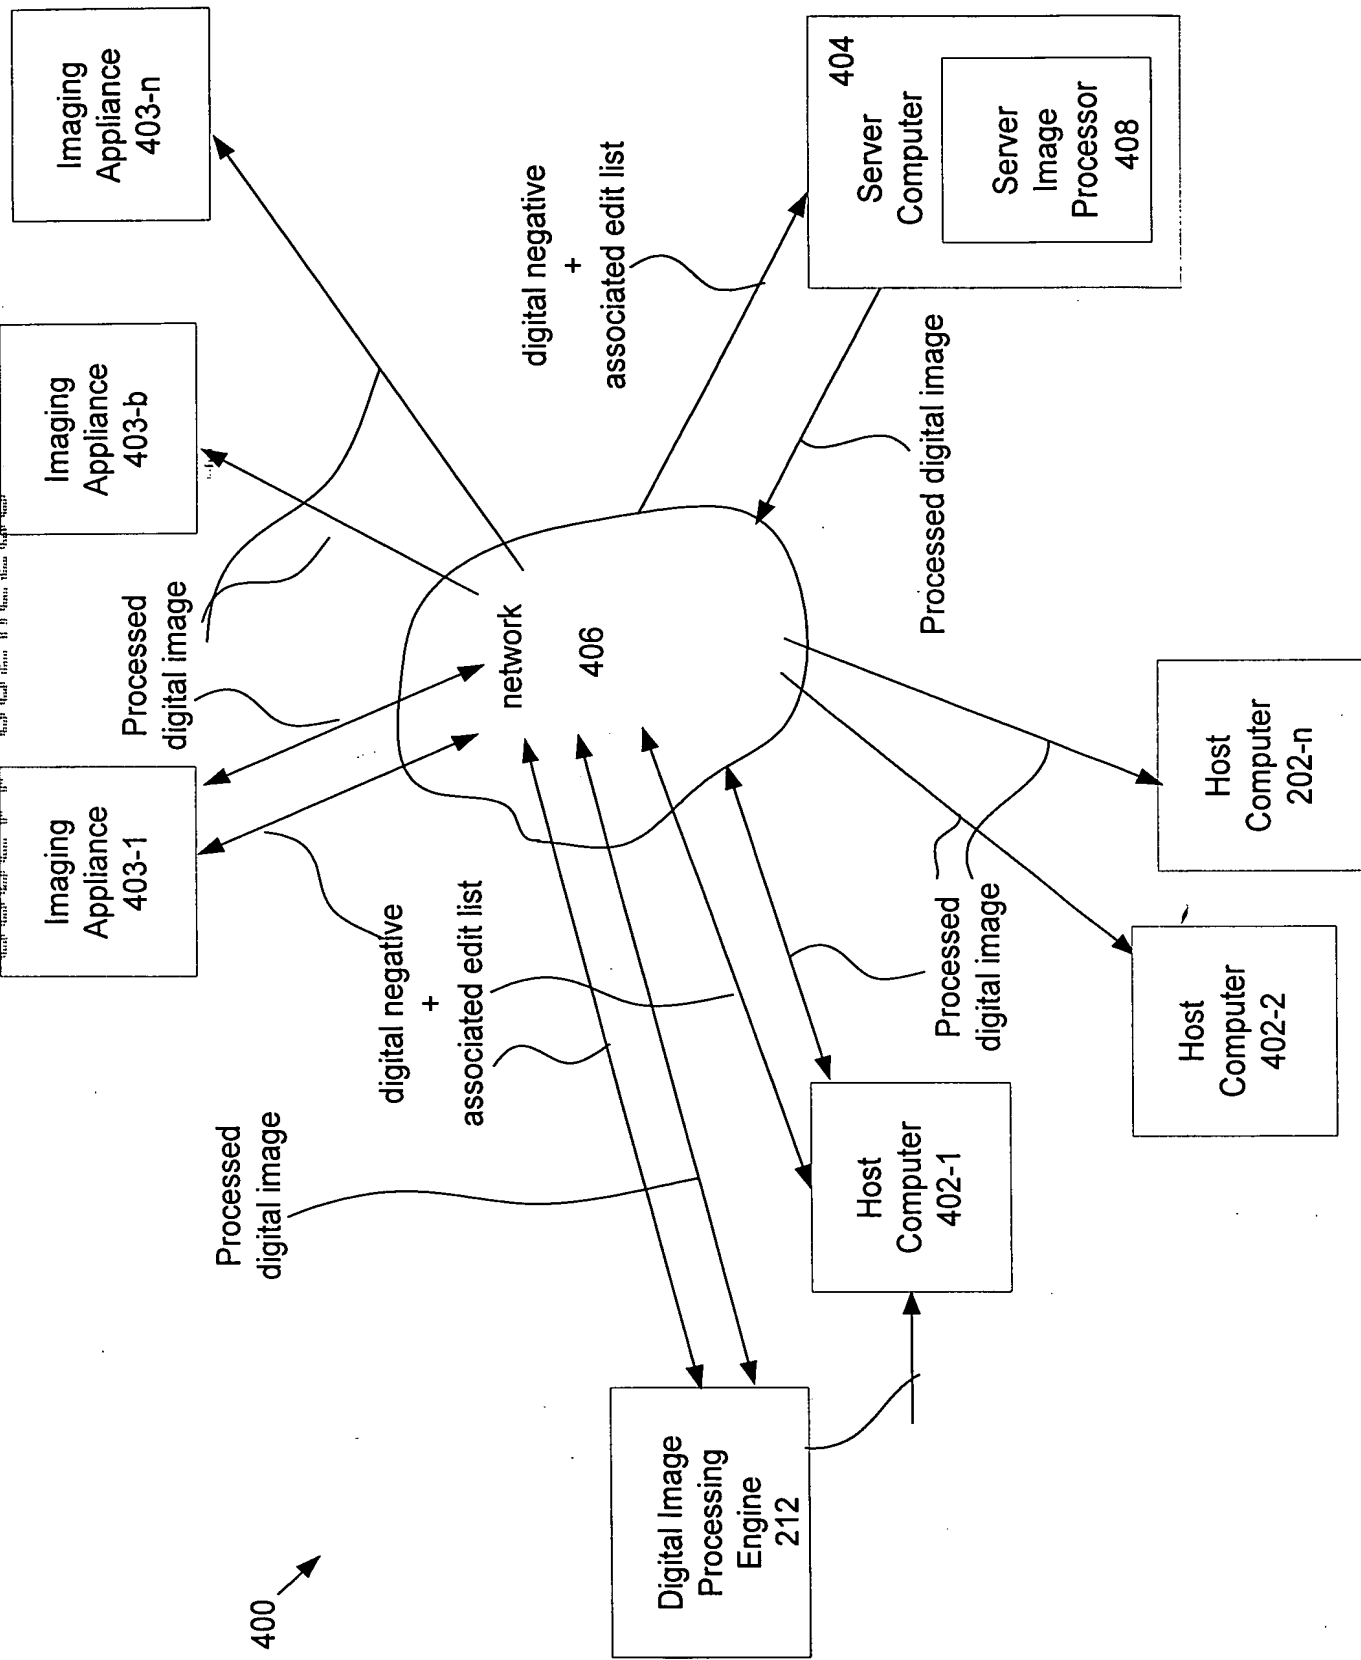 400
Digital Image
Processing
Engine
212
Processed
digital image
digital negative
+
associated edit list
Imaging
Appliance
403-1
Processed
digital image
Imaging
Appliance
403-b
Imaging
Appliance
403-n
network
406
digital negative
+
associated edit list
404
Server
Computer
Server
Image
Processor
408
Processed digital image
Host
Computer
402-1
Processed
digital image
Host
Computer
402-2
Host
Computer
202-n